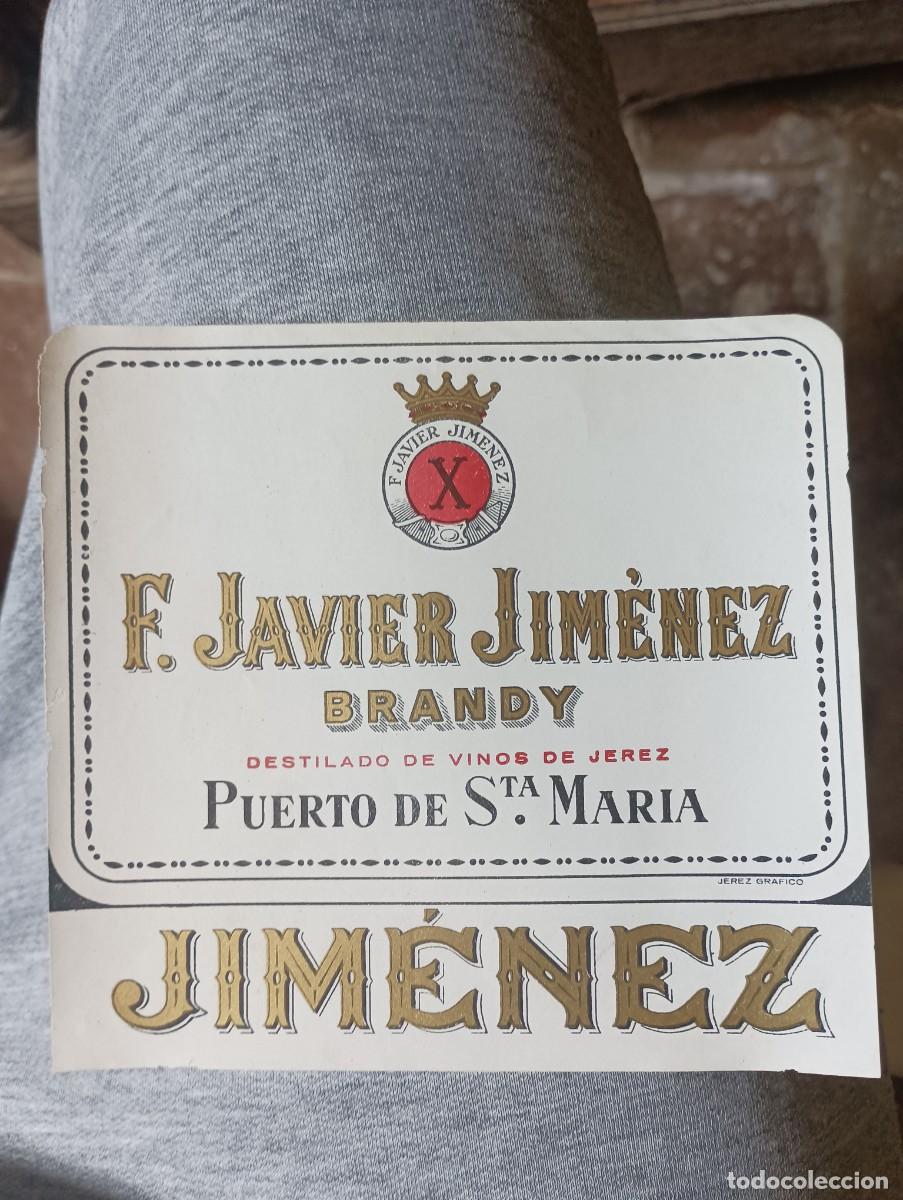 F JAVIER JIMENEZ
X
F. JAVIER JIMÉNEZ
BRANDY
DESTILADO DE VINOS DE JEREZ
PUERTO DE STA. MARIA
JEREZ GRAFICO
JIMÉNEZ
todocoleccion